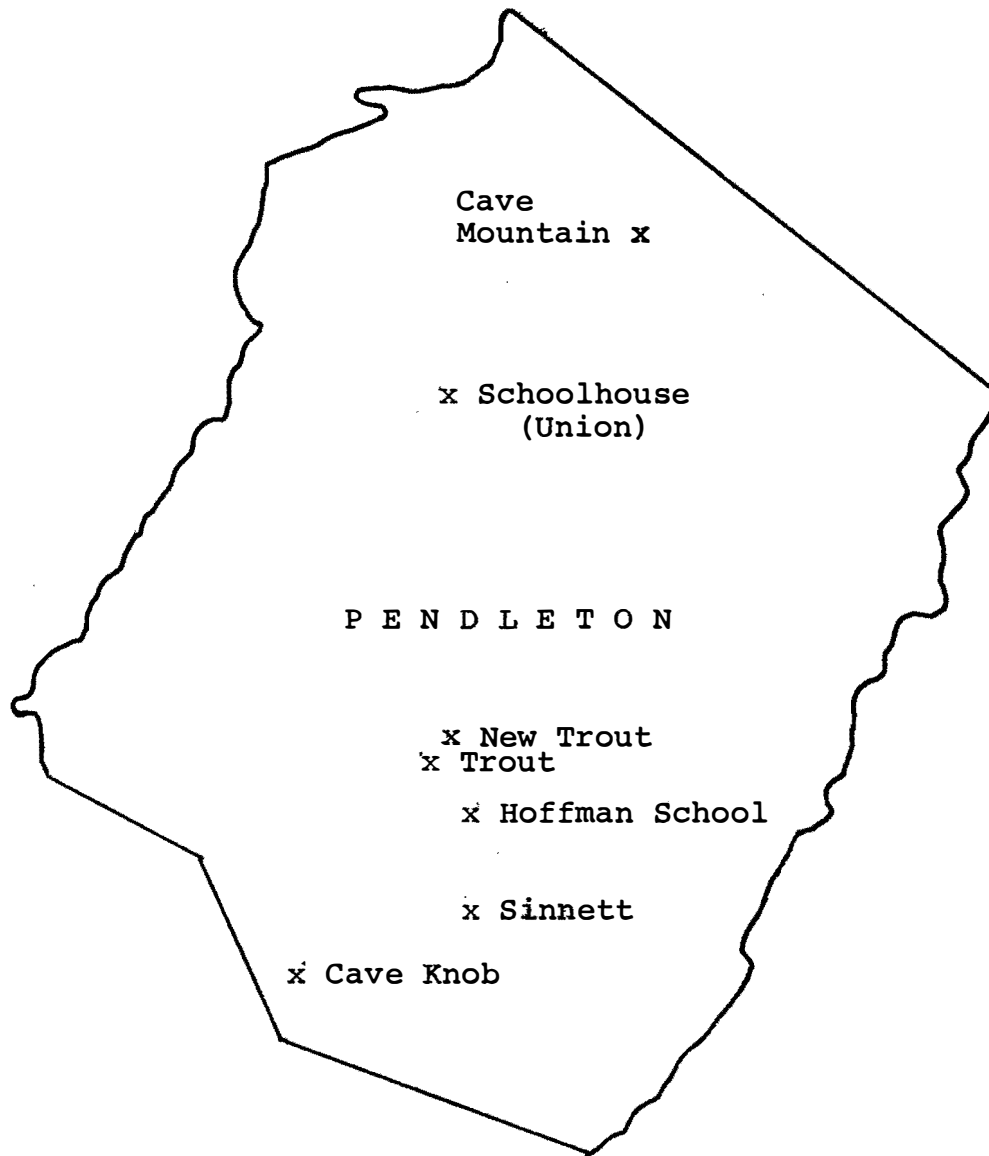 Cave
Mountain x
x Schoolhouse
(Union)
P E N D L E T O N
x New Trout
x Trout
x Hoffman School
x Sinnett
x Cave Knob